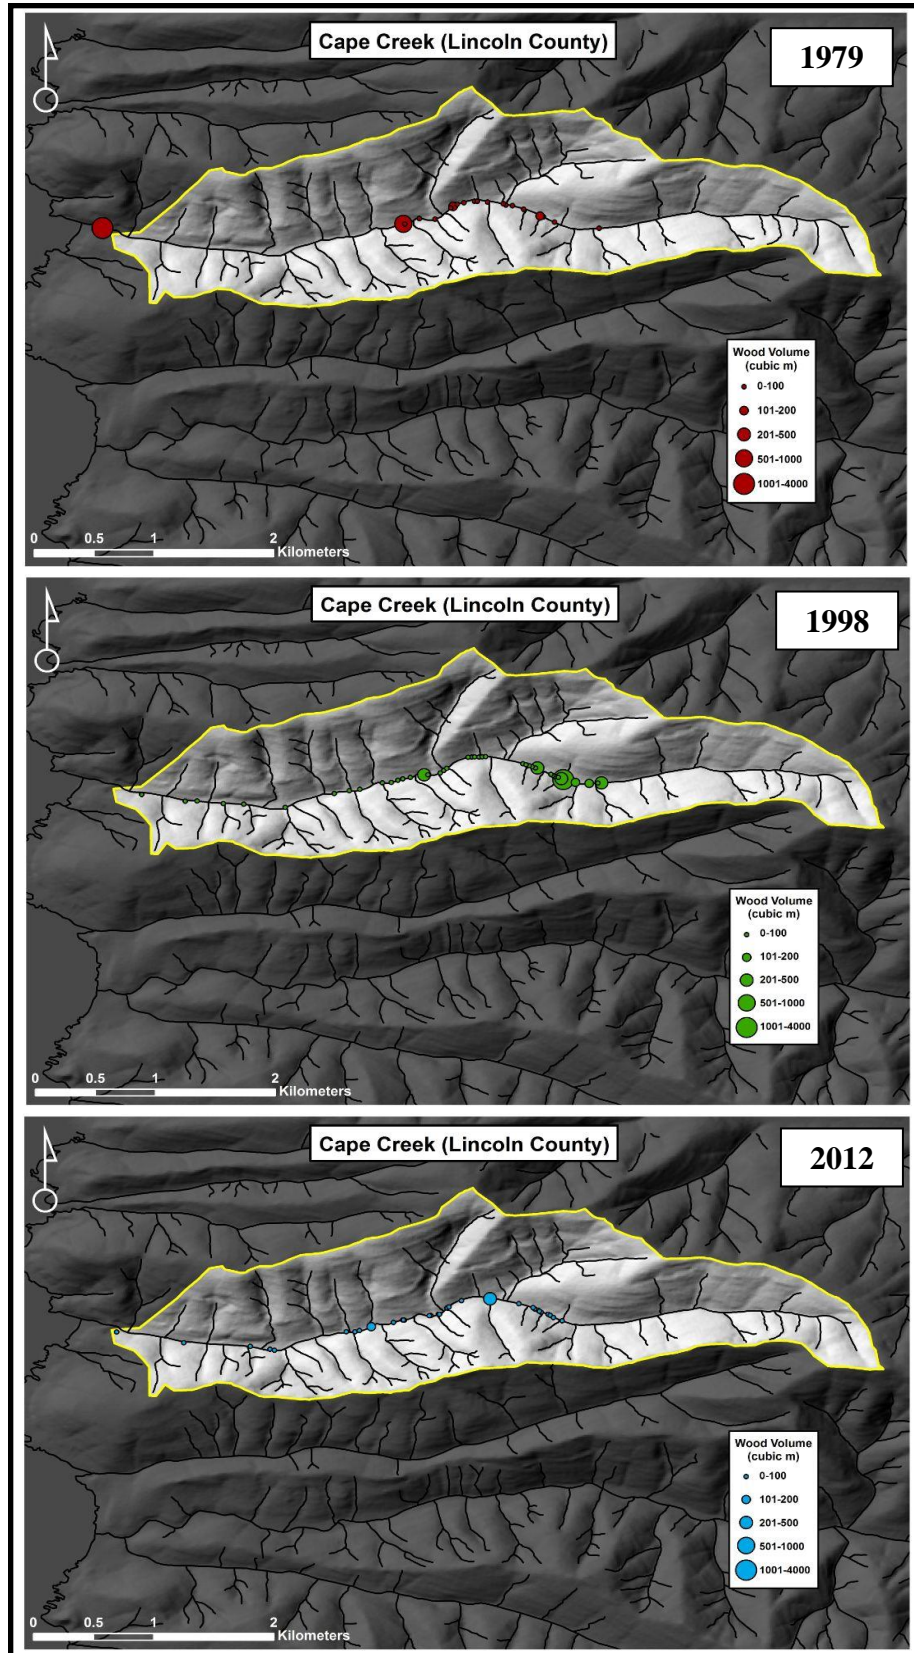 Cape Creek (Lincoln County)
1979
Wood Volume
(cubic m)
0-100
101-200
201-500
501-1000
1001-4000
0 0.5 1 2
Kilometers
Cape Creek (Lincoln County)
1998
Wood Volume
(cubic m)
0-100
101-200
201-500
501-1000
1001-4000
0 0.5 1 2
Kilometers
Cape Creek (Lincoln County)
2012
Wood Volume
(cubic m)
0-100
101-200
201-500
501-1000
1001-4000
0 0.5 1 2
Kilometers